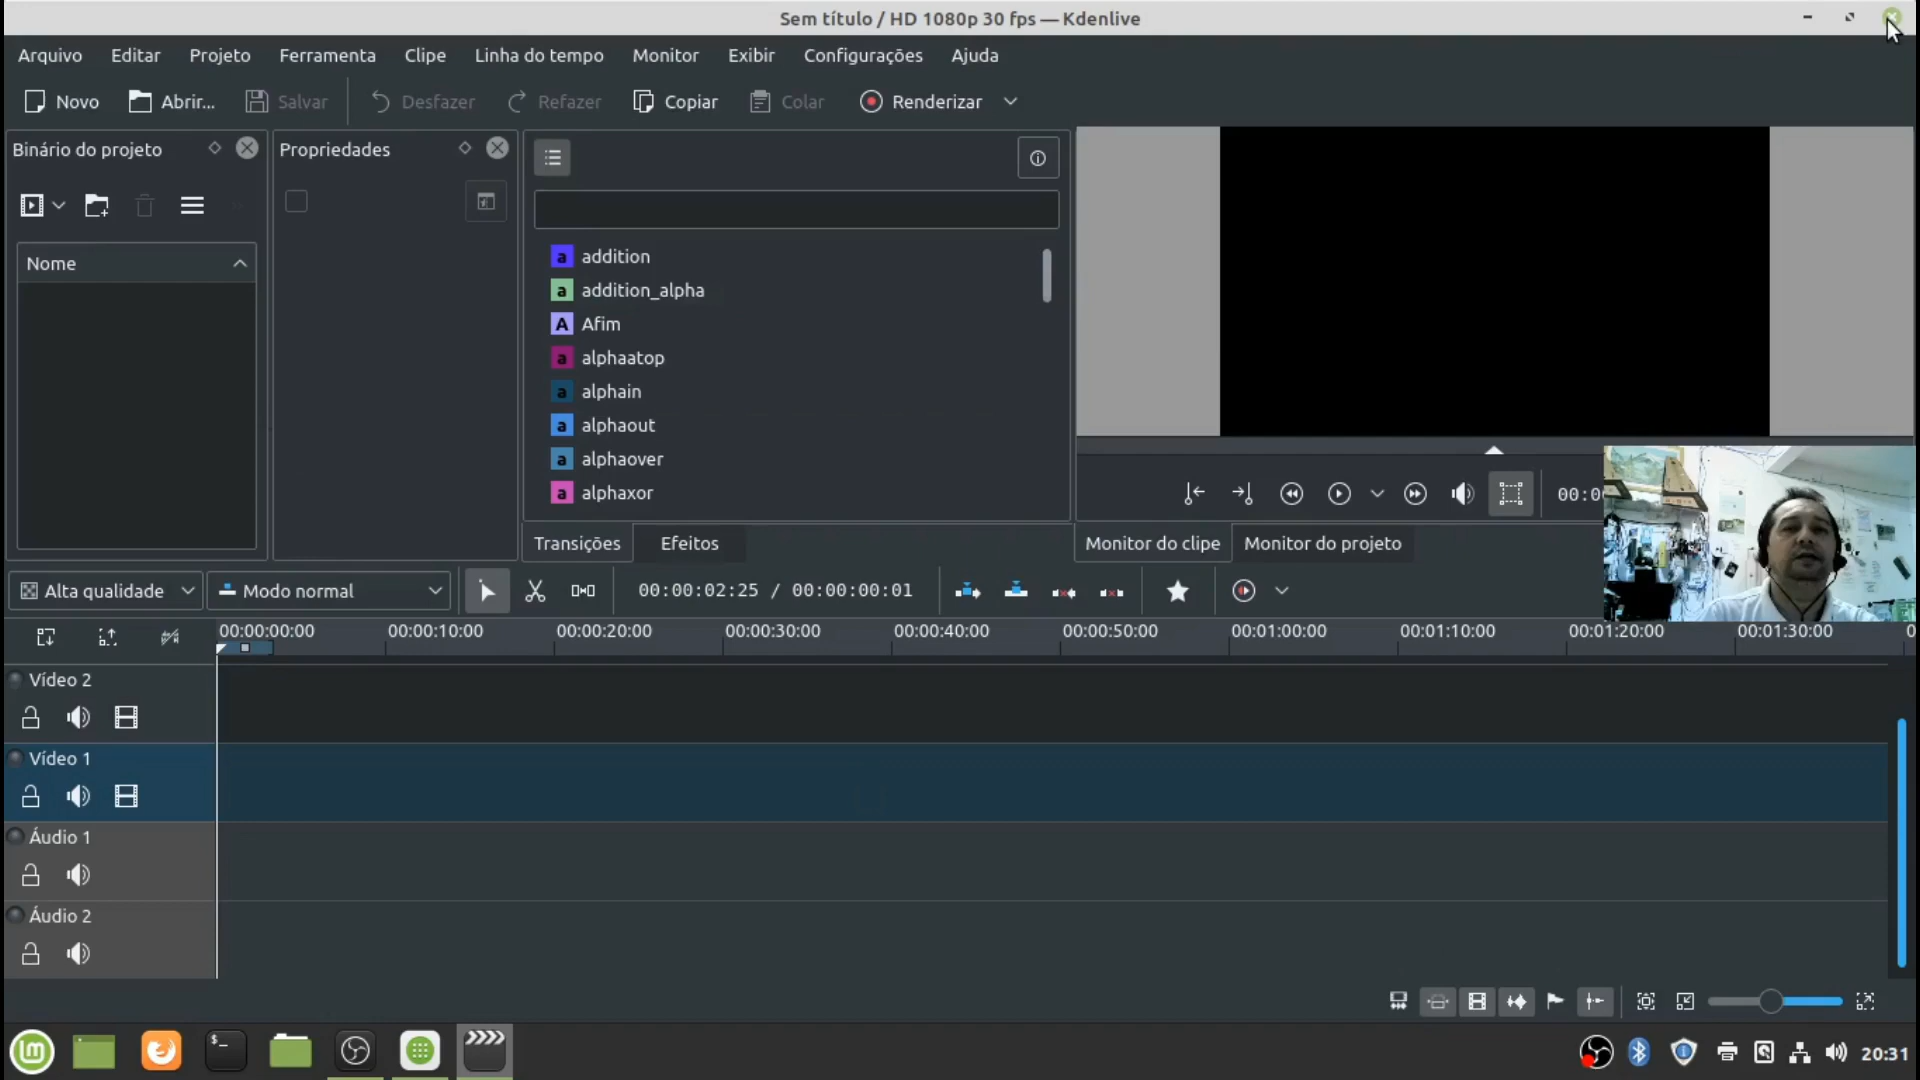 Sem título / HD 1080p 30 fps — Kdenlive
Arquivo Editar Projeto Ferramenta Clipe Linha do tempo Monitor Exibir Configurações Ajuda
Novo Abrir... Salvar Desfazer Refazer Copiar Colar Renderizar
Binário do projeto Propriedades
Nome
addition
addition_alpha
Afim
alphaatop
alphain
alphaout
alphaover
alphaxor
Transições Efeitos Monitor do clipe Monitor do projeto
Alta qualidade Modo normal 00:00:02:25 / 00:00:00:01
00:00:00:00 00:00:10:00 00:00:20:00 00:00:30:00 00:00:40:00 00:00:50:00 00:01:00:00 00:01:10:00 00:01:20:00 00:01:30:00
Vídeo 2
Vídeo 1
Áudio 1
Áudio 2
20:31